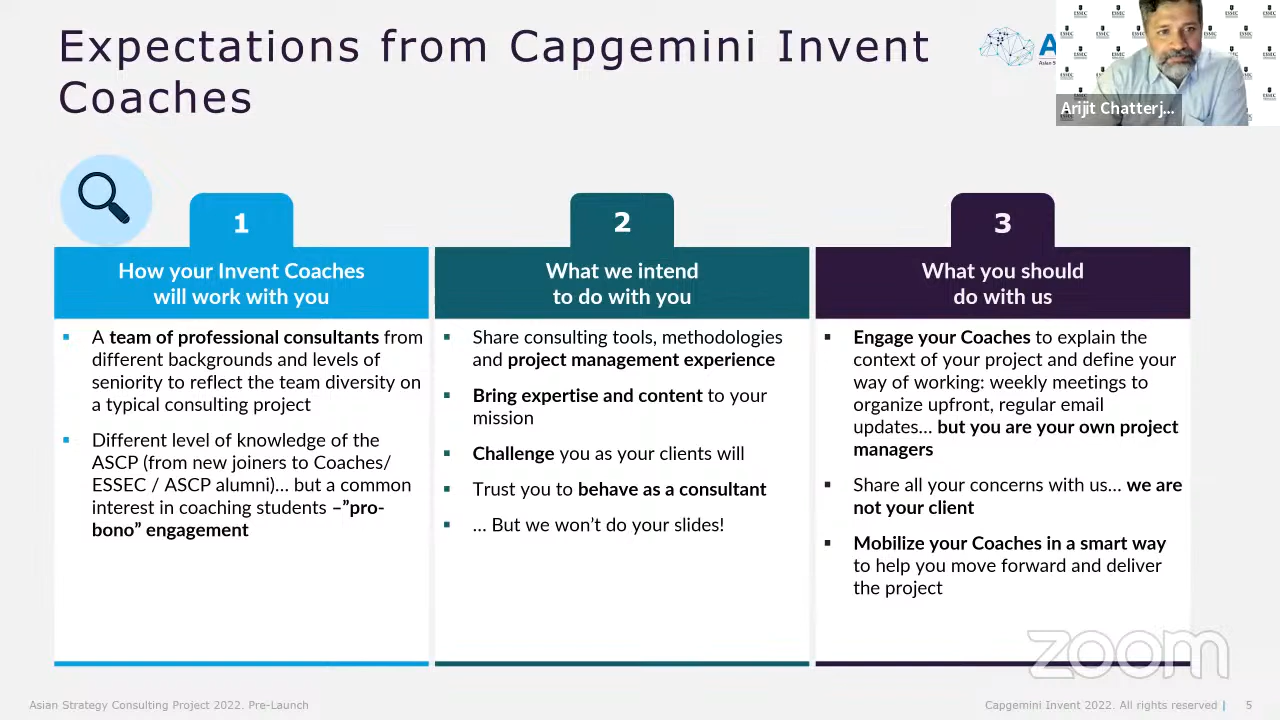 Expectations from Capgemini Invent
Coaches
A
Asian S
ESSEC
Arijit Chatterj...
1
How your Invent Coaches
will work with you
▪ A team of professional consultants from
different backgrounds and levels of
seniority to reflect the team diversity on
a typical consulting project
▪ Different level of knowledge of the
ASCP (from new joiners to Coaches/
ESSEC / ASCP alumni)... but a common
interest in coaching students –”pro-
bono” engagement
2
What we intend
to do with you
▪ Share consulting tools, methodologies
and project management experience
▪ Bring expertise and content to your
mission
▪ Challenge you as your clients will
▪ Trust you to behave as a consultant
▪ ... But we won’t do your slides!
3
What you should
do with us
▪ Engage your Coaches to explain the
context of your project and define your
way of working: weekly meetings to
organize upfront, regular email
updates... but you are your own project
managers
▪ Share all your concerns with us... we are
not your client
▪ Mobilize your Coaches in a smart way
to help you move forward and deliver
the project
zoom
Asian Strategy Consulting Project 2022. Pre-Launch
Capgemini Invent 2022. All rights reserved | 5